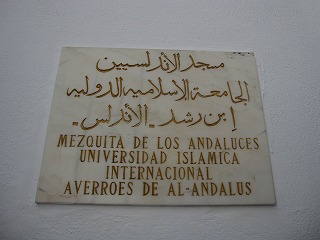 مسجد الأندلسيين
الجامعة الإسلامية الدولية
إبن رشد - الأندلس -
MEZQUITA DE LOS ANDALUCES
UNIVERSIDAD ISLAMICA
INTERNACIONAL
AVERROES DE AL-ANDALUS